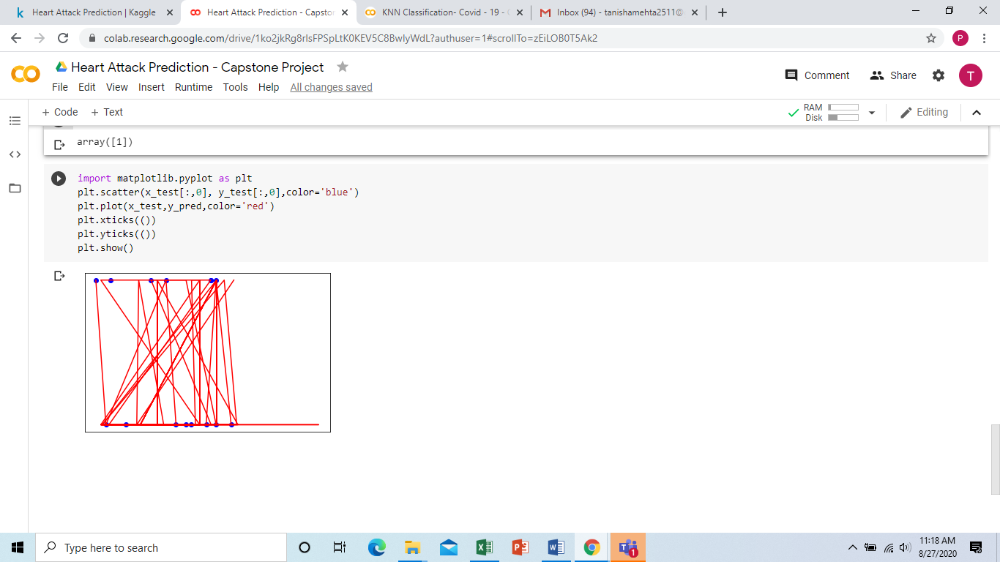 Heart Attack Prediction | Kaggle
Heart Attack Prediction - Capstor
KNN Classification- Covid - 19 -
Inbox (94) - tanishamehta2511@
colab.research.google.com/drive/1ko2jkRg8rlsFPSpLtK0KEV5C8BwlyWdL?authuser=1#scrollTo=zEiLOB0T5Ak2
P
Heart Attack Prediction - Capstone Project
Comment
Share
T
File Edit View Insert Runtime Tools Help All changes saved
+ Code + Text
RAM
Disk
Editing
array([1])
import matplotlib.pyplot as plt
plt.scatter(x_test[:,0], y_test[:,0],color='blue')
plt.plot(x_test,y_pred,color='red')
plt.xticks(())
plt.yticks(())
plt.show()
Type here to search
1
11:18 AM
8/27/2020